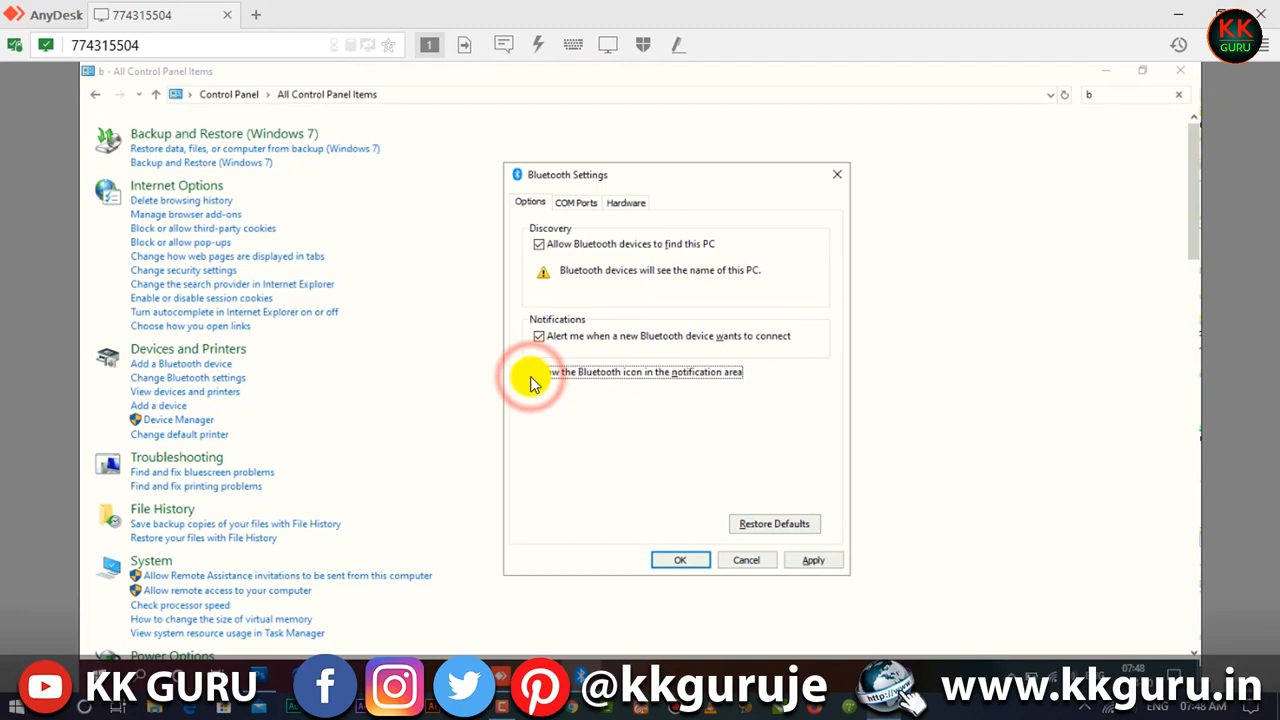 AnyDesk
774315504
774315504
1
KK
GURU
b - All Control Panel Items
Control Panel > All Control Panel Items
b
Backup and Restore (Windows 7)
Restore data, files, or computer from backup (Windows 7)
Backup and Restore (Windows 7)
Internet Options
Delete browsing history
Manage browser add-ons
Block or allow third-party cookies
Block or allow pop-ups
Change how web pages are displayed in tabs
Change security settings
Change the search provider in Internet Explorer
Enable or disable session cookies
Turn autocomplete in Internet Explorer on or off
Choose how you open links
Devices and Printers
Add a Bluetooth device
Change Bluetooth settings
View devices and printers
Add a device
Device Manager
Change default printer
Troubleshooting
Find and fix bluescreen problems
Find and fix printing problems
File History
Save backup copies of your files with File History
Restore your files with File History
System
Allow Remote Assistance invitations to be sent from this computer
Allow remote access to your computer
Check processor speed
How to change the size of virtual memory
View system resource usage in Task Manager
Power Options
Bluetooth Settings
Options COM Ports Hardware
Discovery
Allow Bluetooth devices to find this PC
Bluetooth devices will see the name of this PC.
Notifications
Alert me when a new Bluetooth device wants to connect
the Bluetooth icon in the notification area
Restore Defaults
OK Cancel Apply
07:48
KK GURU
@kkguruje
http://
www.kkguru.in
ENG 07:48 AM